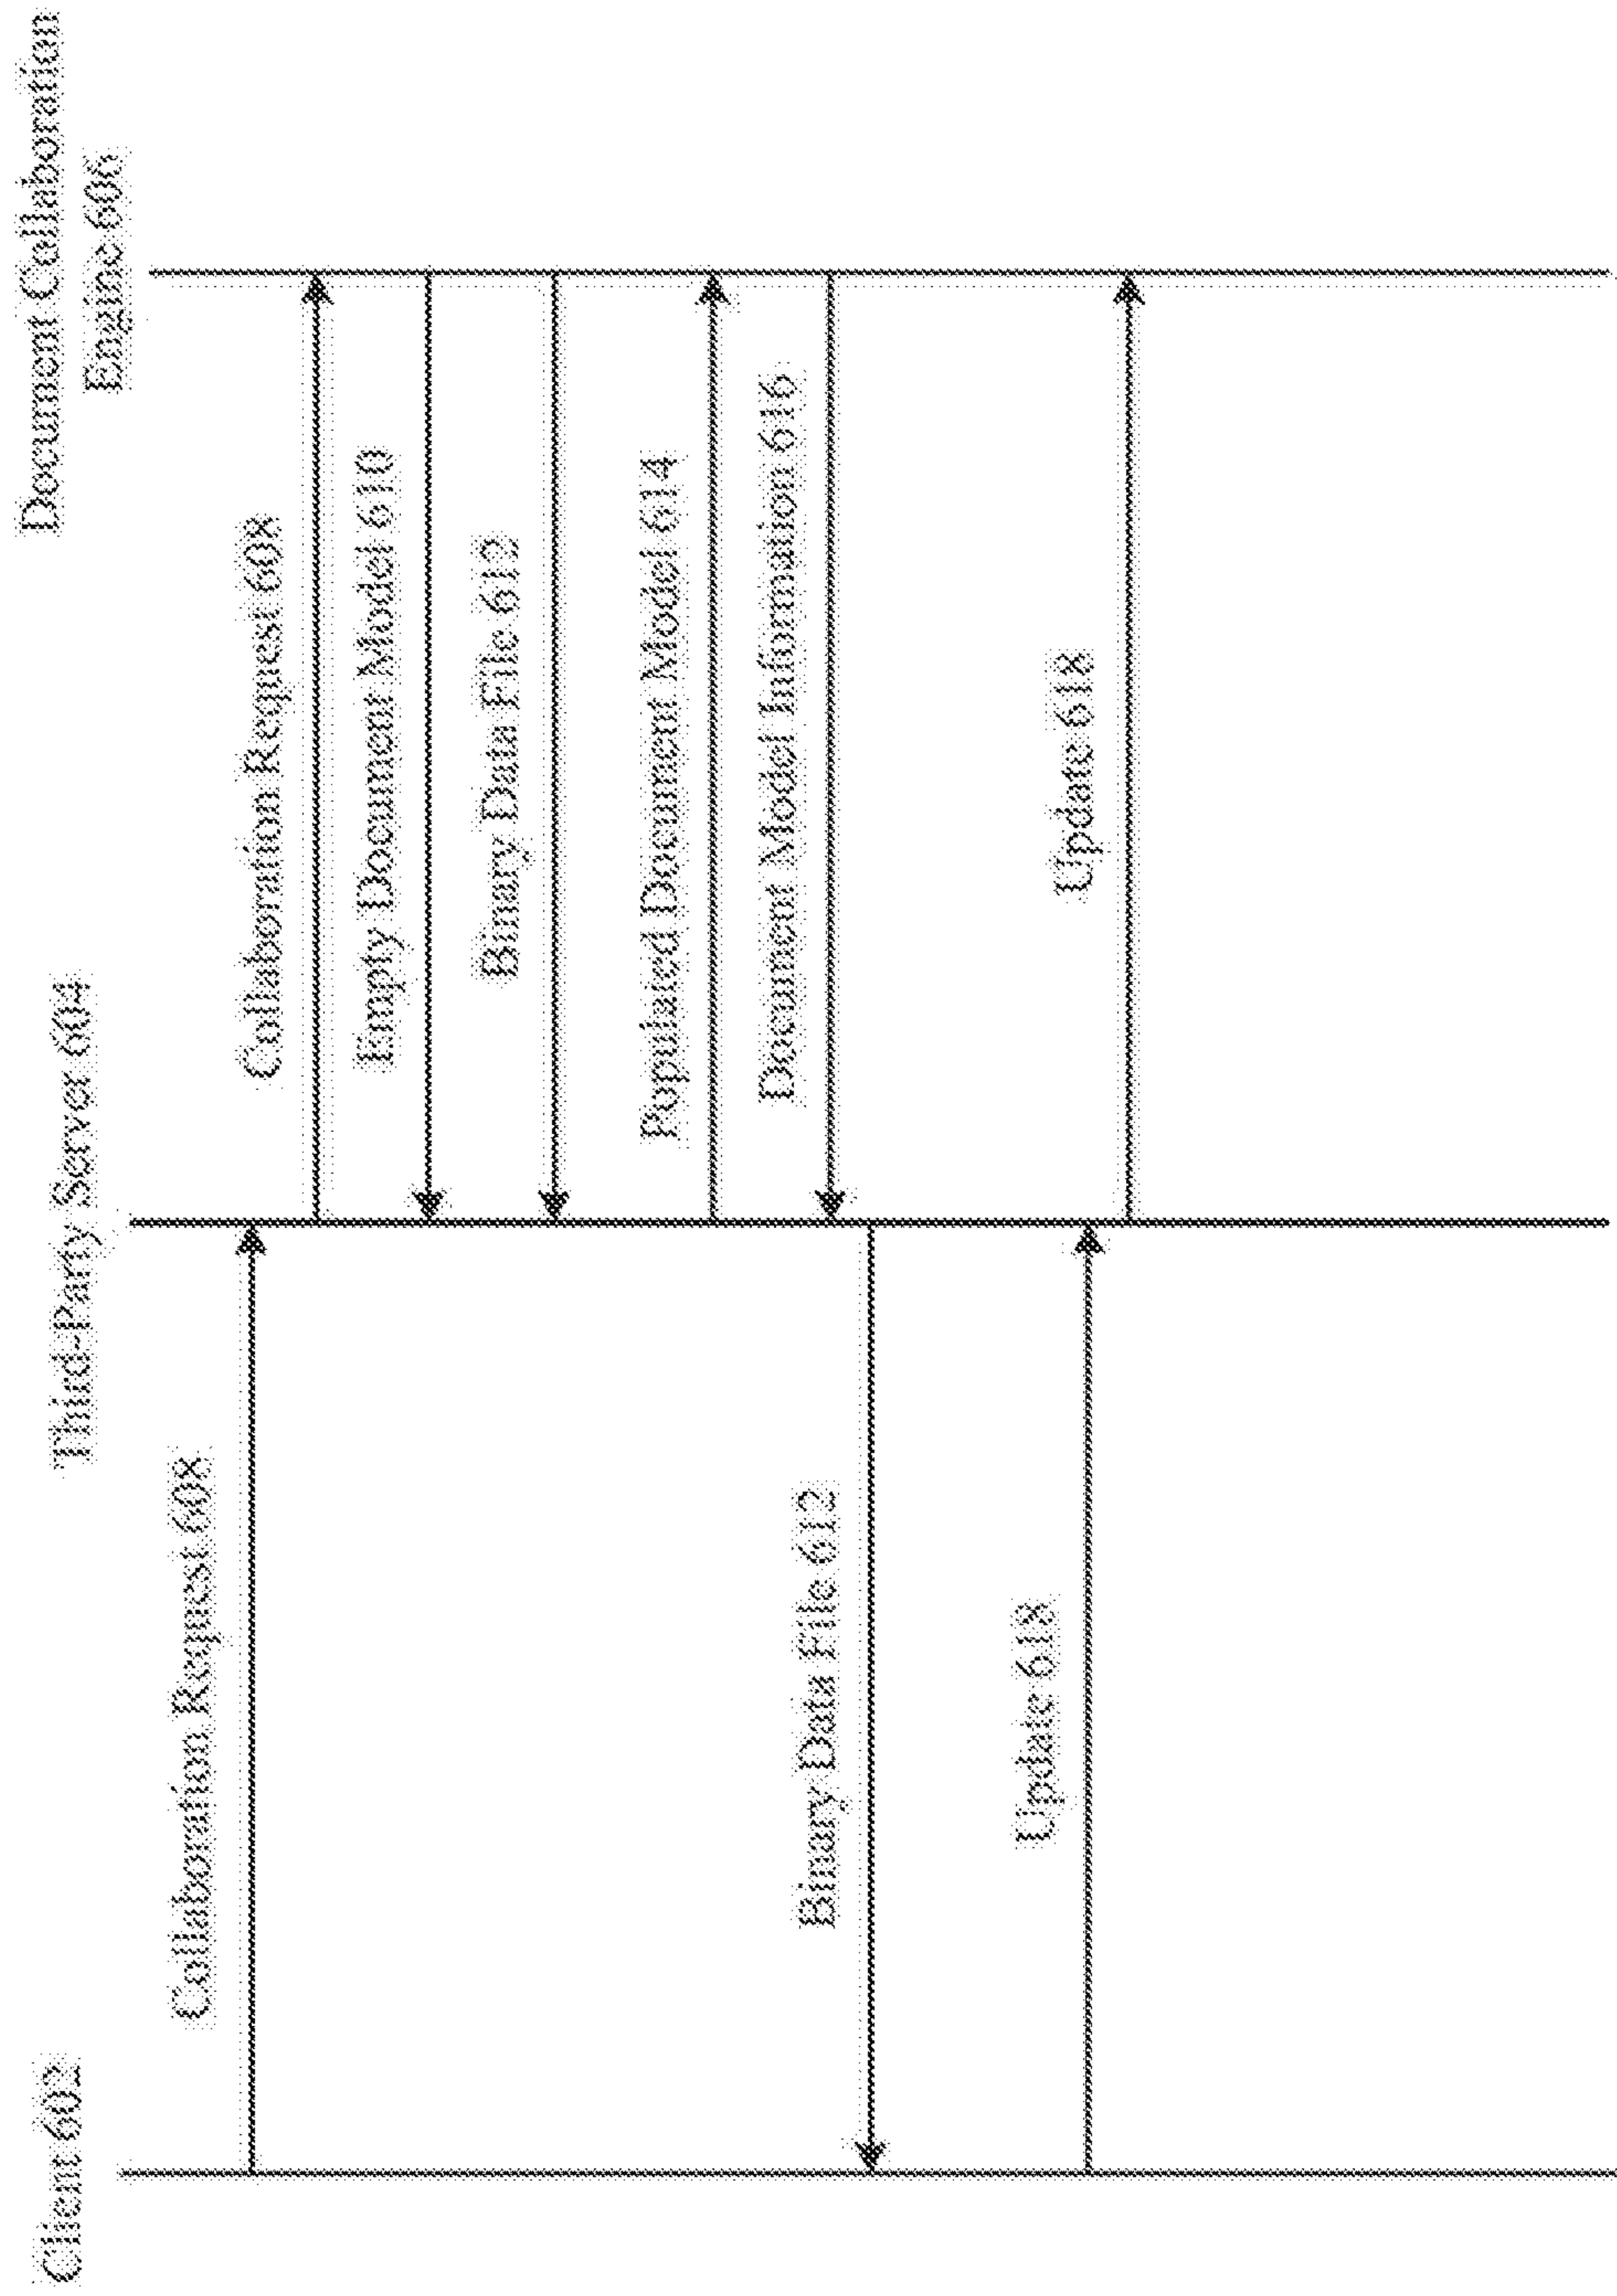 Client 602
Third-Party Server 604
Document Collaboration
Engine 606
Collaboration Request 608
Collaboration Request 608
Empty Document Model 610
Binary Data File 612
Populated Document Model 614
Document Model Information 616
Binary Data File 612
Update 618
Update 618